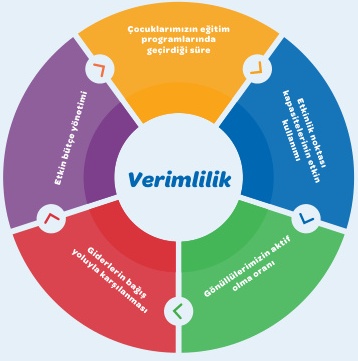 Çocuklarımızın eğitim
programlarında
geçirdiği süre
Etkinlik noktası
kapasitelerinin etkin
kullanımı
Gönüllülerimizin aktif
olma oranı
Giderlerin bağış
yoluyla karşılanması
Etkin bütçe yönetimi
Verimlilik